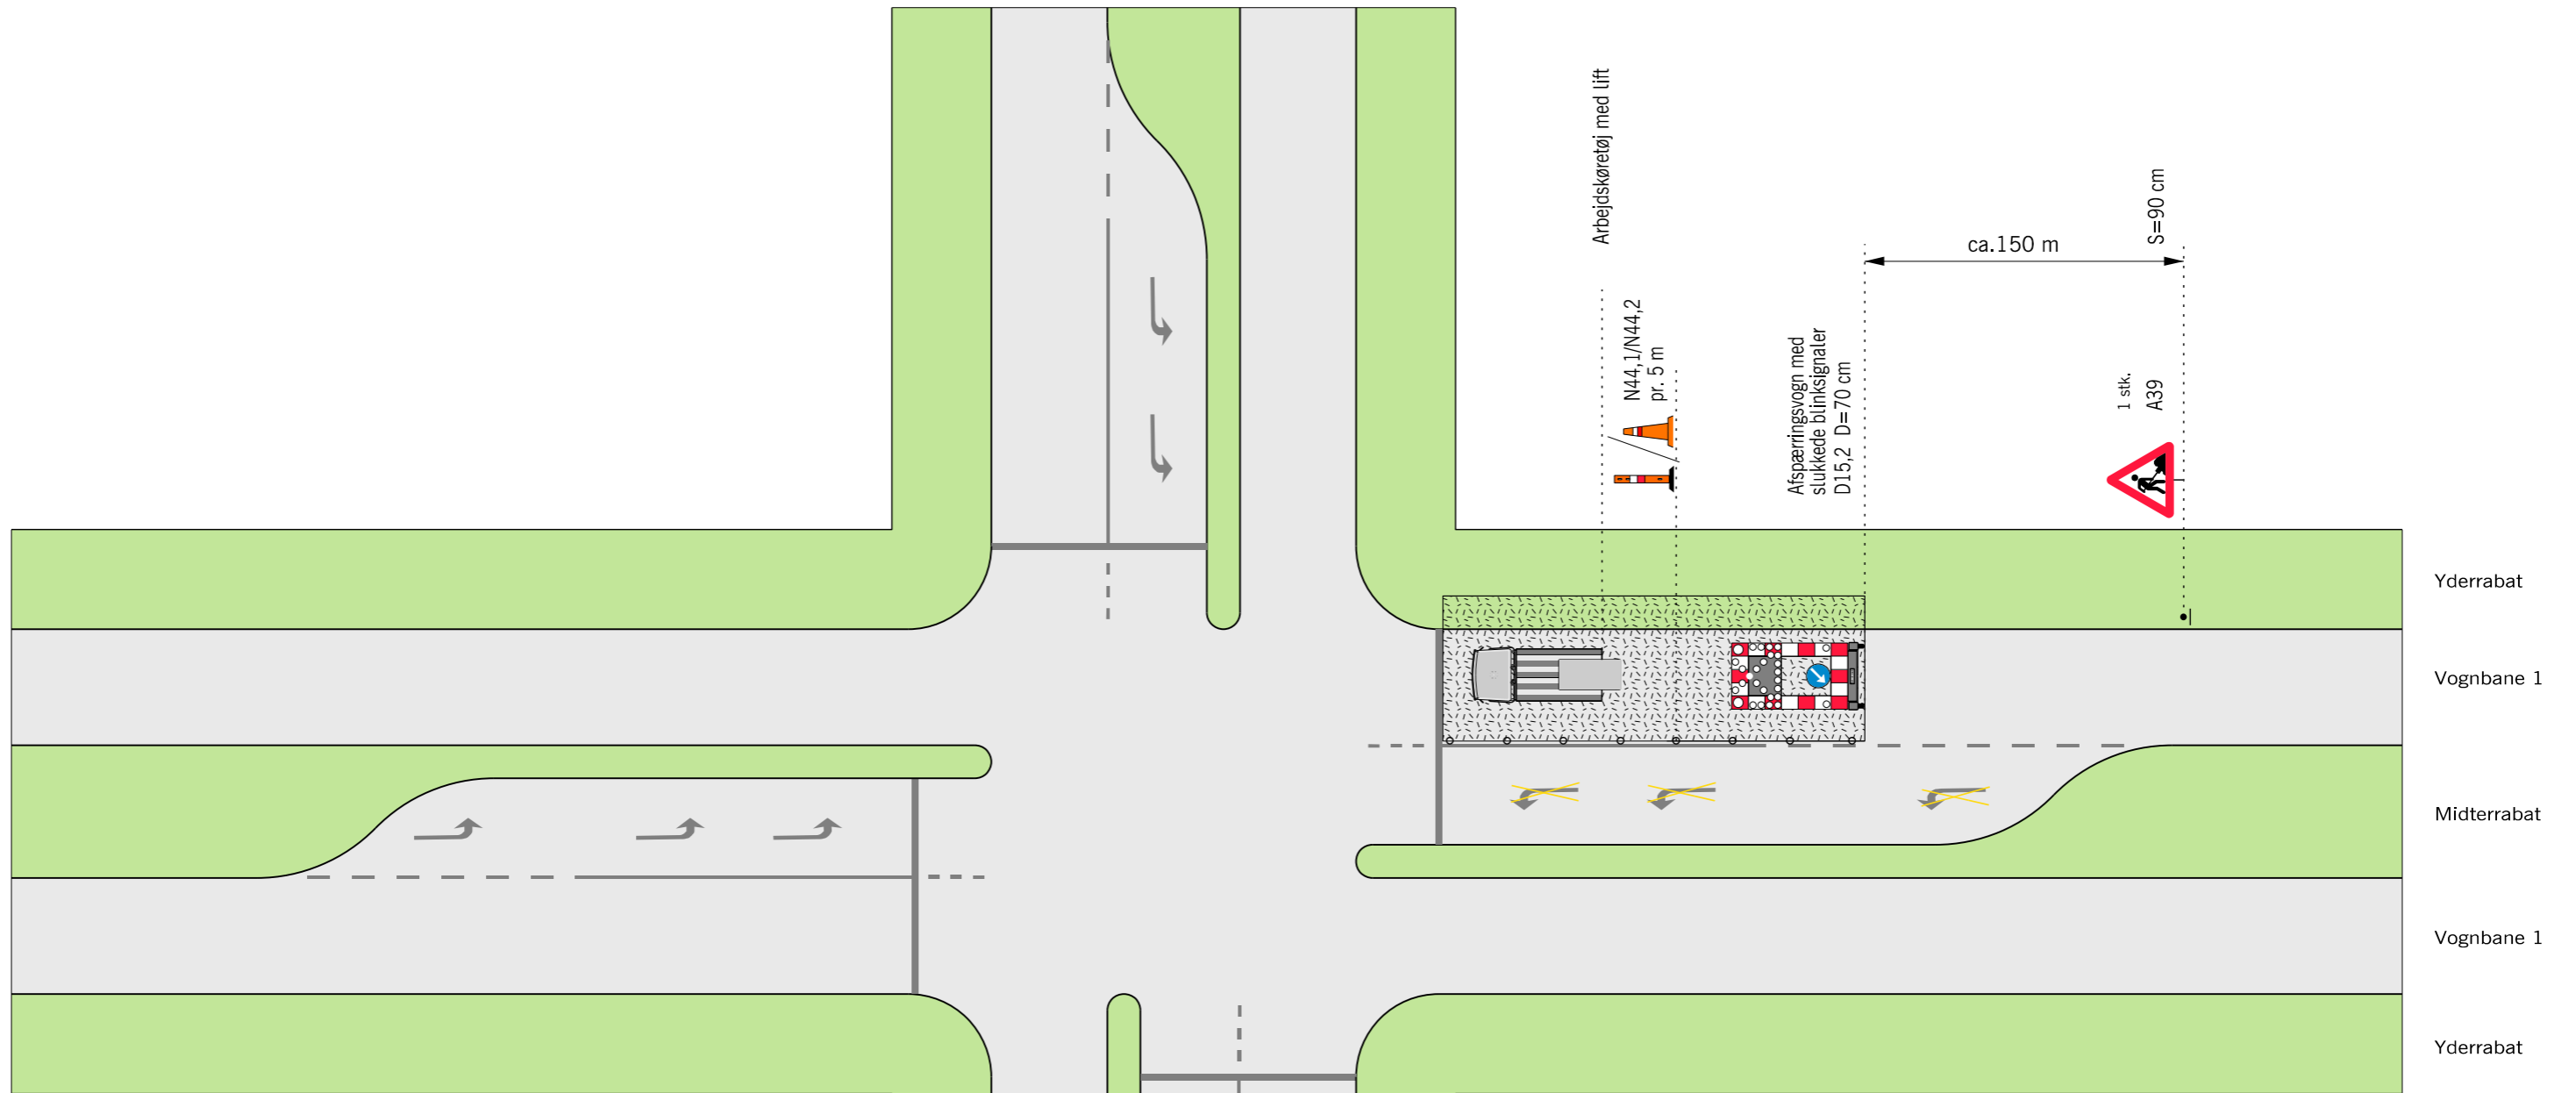 Arbejdskøretøj med lift
N44,1/N44,2
pr. 5 m
Afspærringsvogn med
slukkede blinksignaler
D15,2 D=70 cm
ca.150 m
S=90 cm
1 stk.
A39
Yderrabat
Vognbane 1
Midterrabat
Vognbane 1
Yderrabat